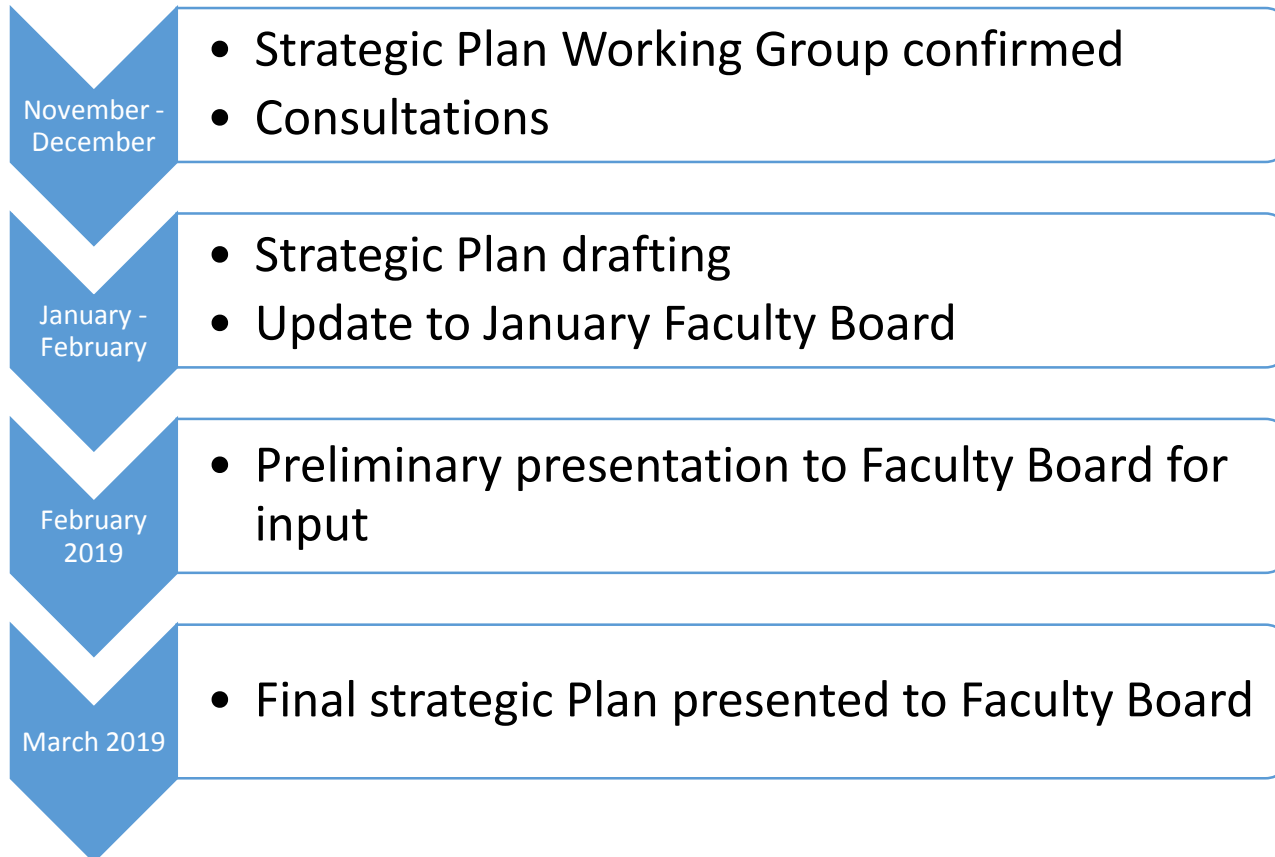 November -
December
• Strategic Plan Working Group confirmed
• Consultations
January -
February
• Strategic Plan drafting
• Update to January Faculty Board
February
2019
• Preliminary presentation to Faculty Board for
input
March 2019
• Final strategic Plan presented to Faculty Board